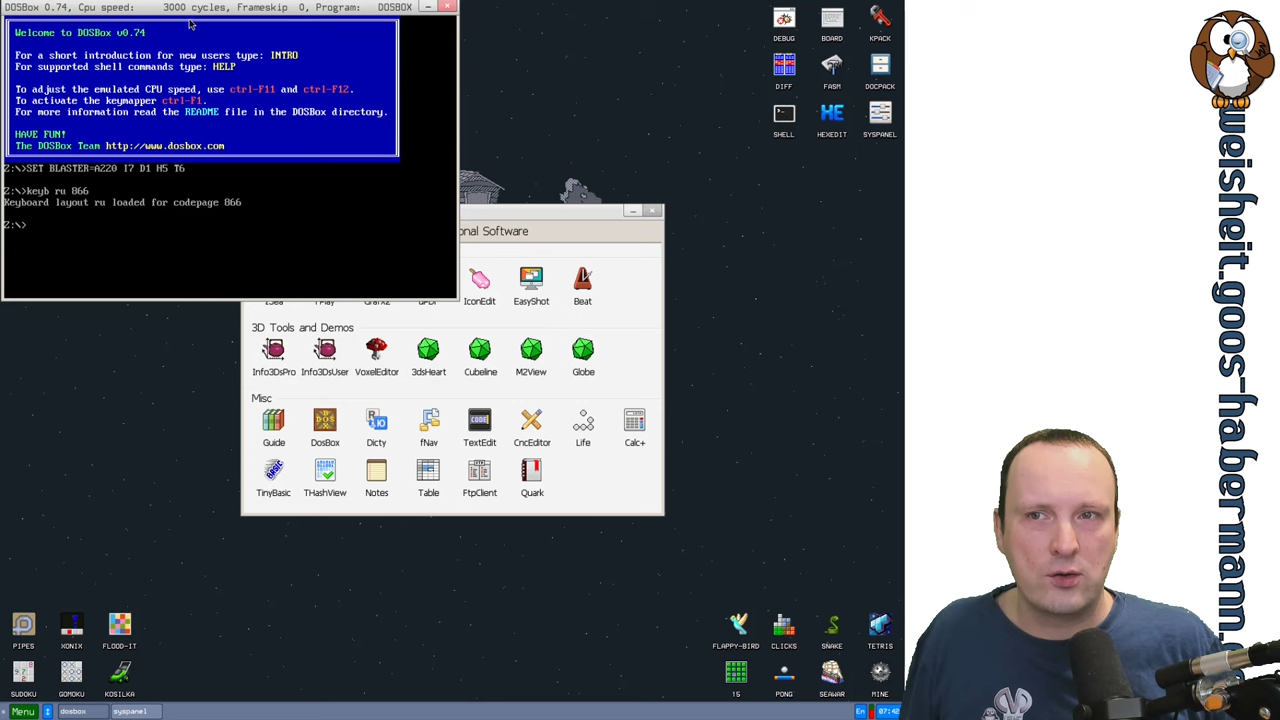 DOSBox 0.74, Cpu speed: 3000 cycles, Frameskip 0, Program: DOSBOX
Welcome to DOSBox v0.74
For a short introduction for new users type: INTRO
For supported shell commands type: HELP
To adjust the emulated CPU speed, use ctrl-F11 and ctrl-F12.
To activate the keymapper ctrl-F1.
For more information read the README file in the DOSBox directory.
HAVE FUN!
The DOSBox Team http://www.dosbox.com
Z:\>SET BLASTER=A220 I7 D1 H5 T6
Z:\>keyb ru 866
Keyboard layout ru loaded for codepage 866
Z:\>
DEBUG BOARD KPACK
DIFF FASM DOCPACK
SHELL HEXEDIT SYSPANEL
onal Software
IconEdit EasyShot Beat
3D Tools and Demos
Info3DsPro Info3DsUser VoxelEditor 3dsHeart Cubeline M2View Globe
Misc
Guide DosBox Dicty fNav TextEdit CncEditor Life Calc+
TinyBasic THashView Notes Table FtpClient Quark
PIPES XONIX FLOOD-IT
SUDOKU GOMOKU KOSILKA
FLAPPY-BIRD CLICKS SNAKE TETRIS
15 PONG SEAWAR MINE
Menu dosbox syspanel En 07:42